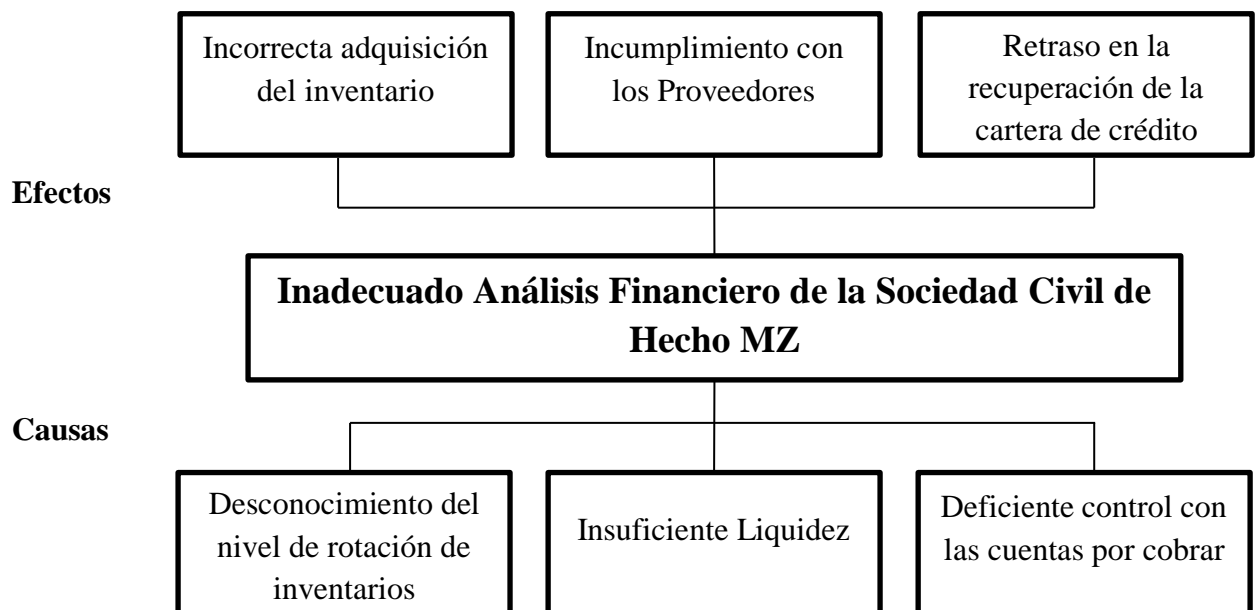 Incorrecta adquisición
del inventario
Incumplimiento con
los Proveedores
Retraso en la
recuperación de la
cartera de crédito
Efectos
Inadecuado Análisis Financiero de la Sociedad Civil de
Hecho MZ
Causas
Desconocimiento del
nivel de rotación de
inventarios
Insuficiente Liquidez
Deficiente control con
las cuentas por cobrar